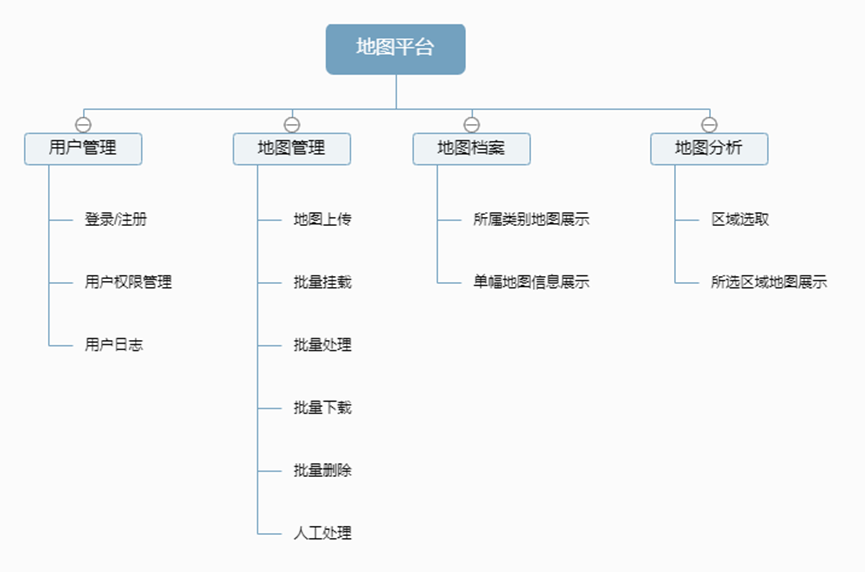 地图平台
用户管理
地图管理
地图档案
地图分析
登录/注册
地图上传
所属类别地图展示
区域选取
用户权限管理
批量挂载
单幅地图信息展示
所选区域地图展示
用户日志
批量处理
批量下载
批量删除
人工处理